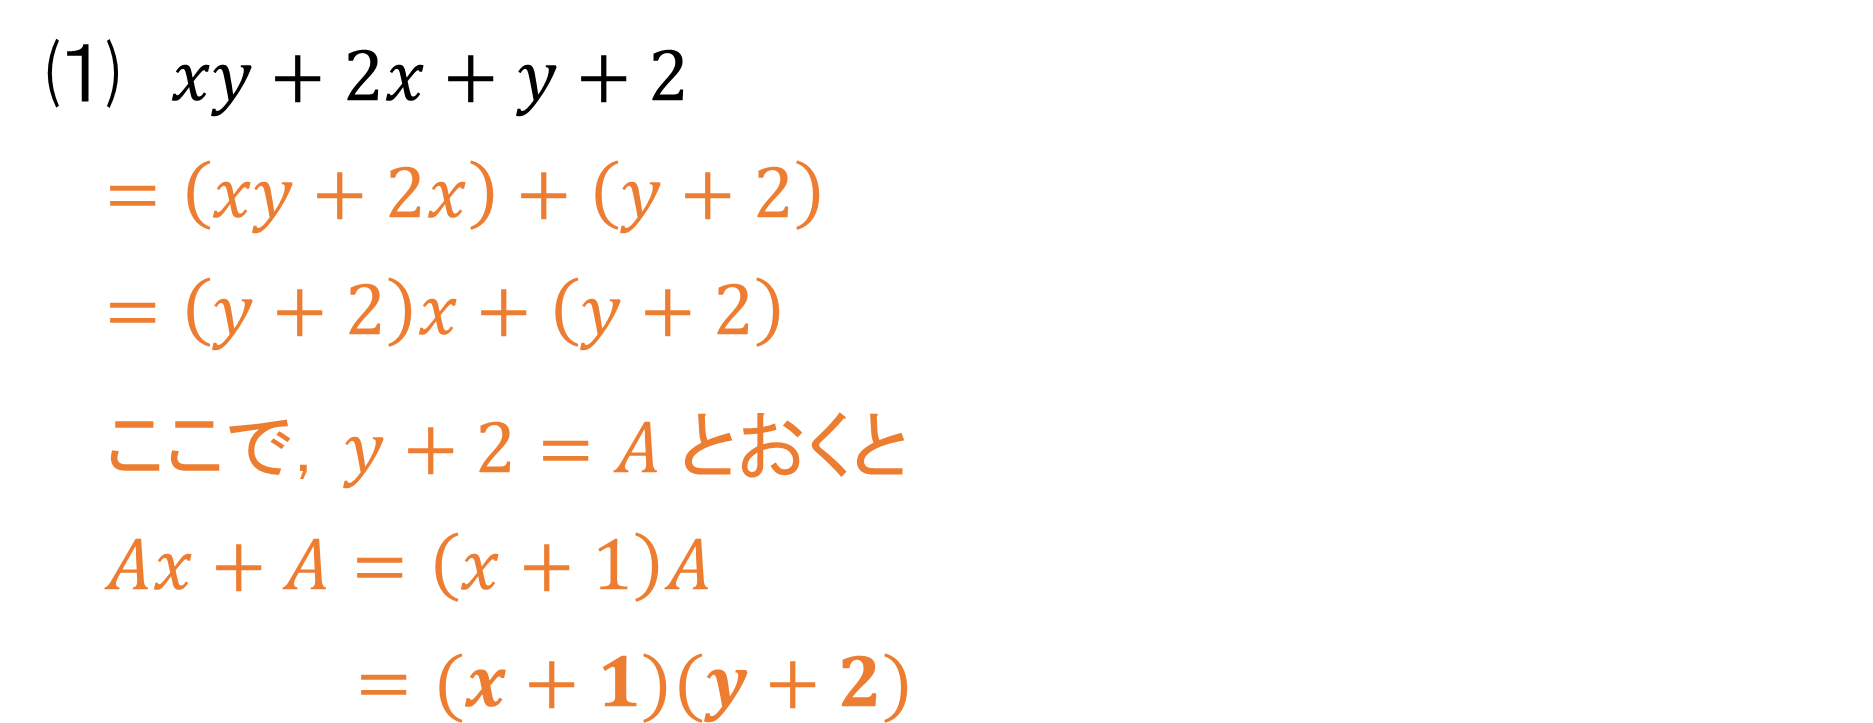 (1) xy + 2x + y + 2
= (xy + 2x) + (y + 2)
= (y + 2)x + (y + 2)
ここで, y + 2 = A とおくと
Ax + A = (x + 1)A
= (x + 1)(y + 2)